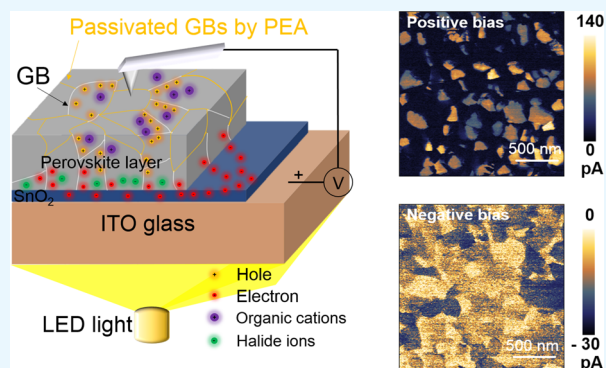 Passivated GBs by PEA
GB
Perovskite layer
SnO₂
ITO glass
+
V
LED light
Hole
Electron
Organic cations
Halide ions
Positive bias
500 nm
140
0
pA
Negative bias
500 nm
0
- 30
pA